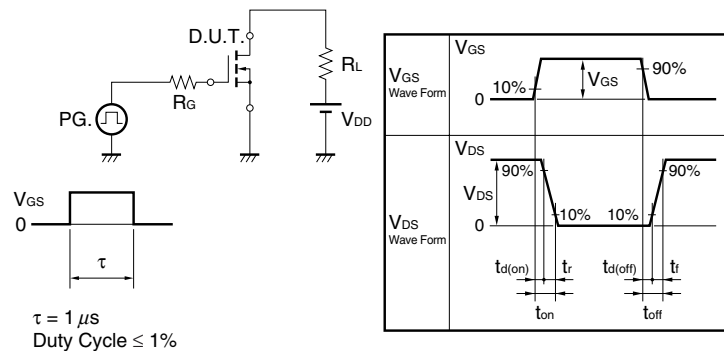 D.U.T.
RL
RG
PG.
VDD
VGS
0
τ
τ = 1 μs
Duty Cycle ≤ 1%
VGS
Wave Form
VGS
10%
0
VGS
90%
VDS
Wave Form
VDS
90%
VDS
0
10%
10%
90%
td(on)
tr
td(off)
tf
ton
toff